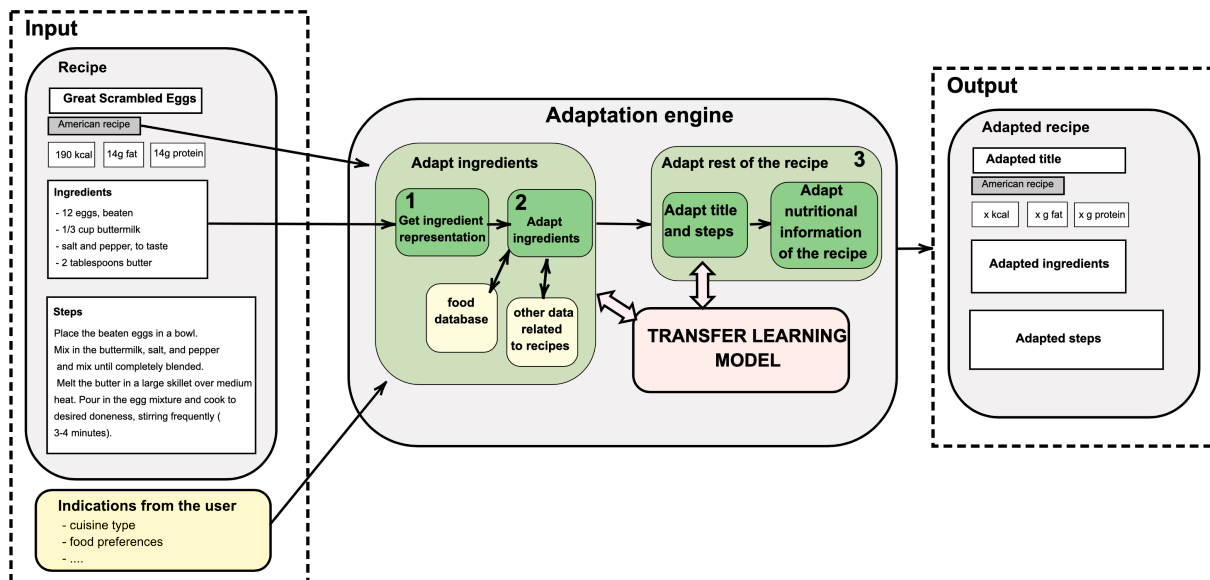 Input
Recipe
Great Scrambled Eggs
American recipe
190 kcal
14g fat
14g protein
Ingredients
- 12 eggs, beaten
- 1/3 cup buttermilk
- salt and pepper, to taste
- 2 tablespoons butter
Steps
Place the beaten eggs in a bowl.
Mix in the buttermilk, salt, and pepper
and mix until completely blended.
Melt the butter in a large skillet over medium
heat. Pour in the egg mixture and cook to
desired doneness, stirring frequently (
3-4 minutes).
Indications from the user
- cuisine type
- food preferences
- ....
Adaptation engine
Adapt ingredients
1
Get ingredient
representation
2
Adapt
ingredients
food
database
other data
related
to recipes
Adapt rest of the recipe
3
Adapt title
and steps
Adapt
nutritional
information
of the recipe
TRANSFER LEARNING
MODEL
Output
Adapted recipe
Adapted title
American recipe
x kcal
x g fat
x g protein
Adapted ingredients
Adapted steps